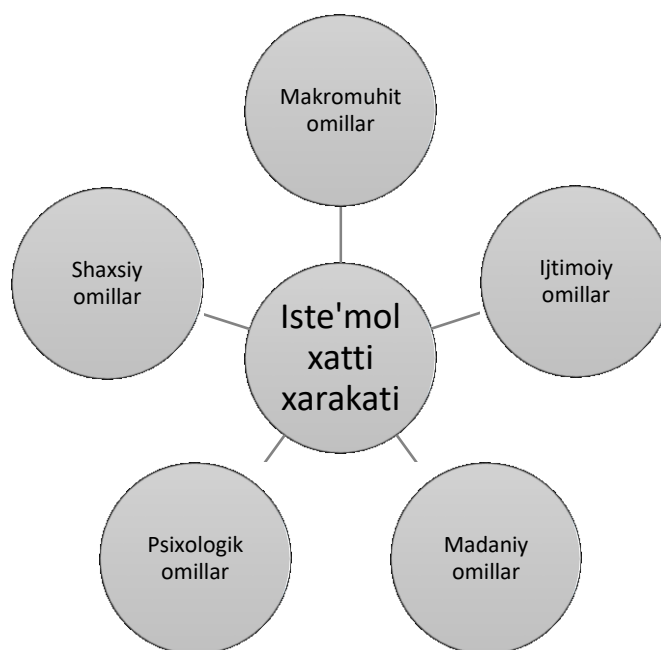 Makromuhit
omillar
Shaxsiy
omillar
Ijtimoiy
omillar
Iste'mol
xatti
xarakati
Psixologik
omillar
Madaniy
omillar